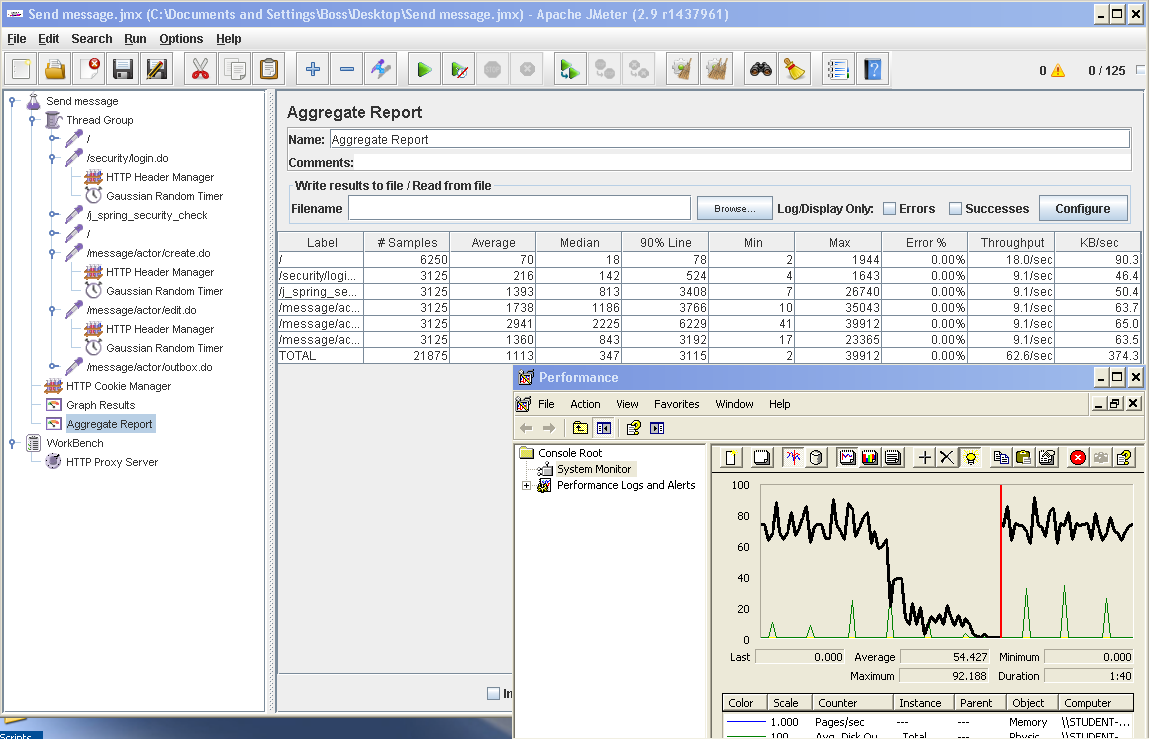 Send message.jmx (C:\Documents and Settings\Boss\Desktop\Send message.jmx) - Apache JMeter (2.9 r1437961)
File Edit Search Run Options Help
0 0 / 125
Send message
Thread Group
/
/security/login.do
HTTP Header Manager
Gaussian Random Timer
/j_spring_security_check
/
/message/actor/create.do
HTTP Header Manager
Gaussian Random Timer
/message/actor/edit.do
HTTP Header Manager
Gaussian Random Timer
/message/actor/outbox.do
HTTP Cookie Manager
Graph Results
Aggregate Report
WorkBench
HTTP Proxy Server
Aggregate Report
Name: Aggregate Report
Comments:
Write results to file / Read from file
Filename Browse... Log/Display Only: Errors Successes Configure
Label # Samples Average Median 90% Line Min Max Error % Throughput KB/sec
/ 6250 70 18 78 2 1944 0.00% 18.0/sec 90.3
/security/logi... 3125 216 142 524 4 1643 0.00% 9.1/sec 46.4
/j_spring_se... 3125 1393 813 3408 7 26740 0.00% 9.1/sec 50.4
/message/ac... 3125 1738 1186 3766 10 35043 0.00% 9.1/sec 63.7
/message/ac... 3125 2941 2225 6229 41 39912 0.00% 9.1/sec 65.0
/message/ac... 3125 1360 843 3192 17 23365 0.00% 9.1/sec 63.5
TOTAL 21875 1113 347 3115 2 39912 0.00% 62.6/sec 374.3
Performance
File Action View Favorites Window Help
Console Root
System Monitor
Performance Logs and Alerts
100
80
60
40
20
0
Last 0.000 Average 54.427 Minimum 0.000
Maximum 92.188 Duration 1:40
Color Scale Counter Instance Parent Object Computer
1.000 Pages/sec --- --- Memory \\STUDENT-...
Scripts